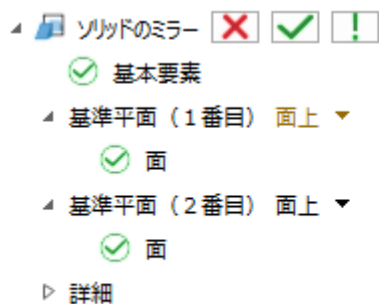 ソリッドのミラー
基本要素
基準平面（１番目） 面上
面
基準平面（２番目） 面上
面
詳細